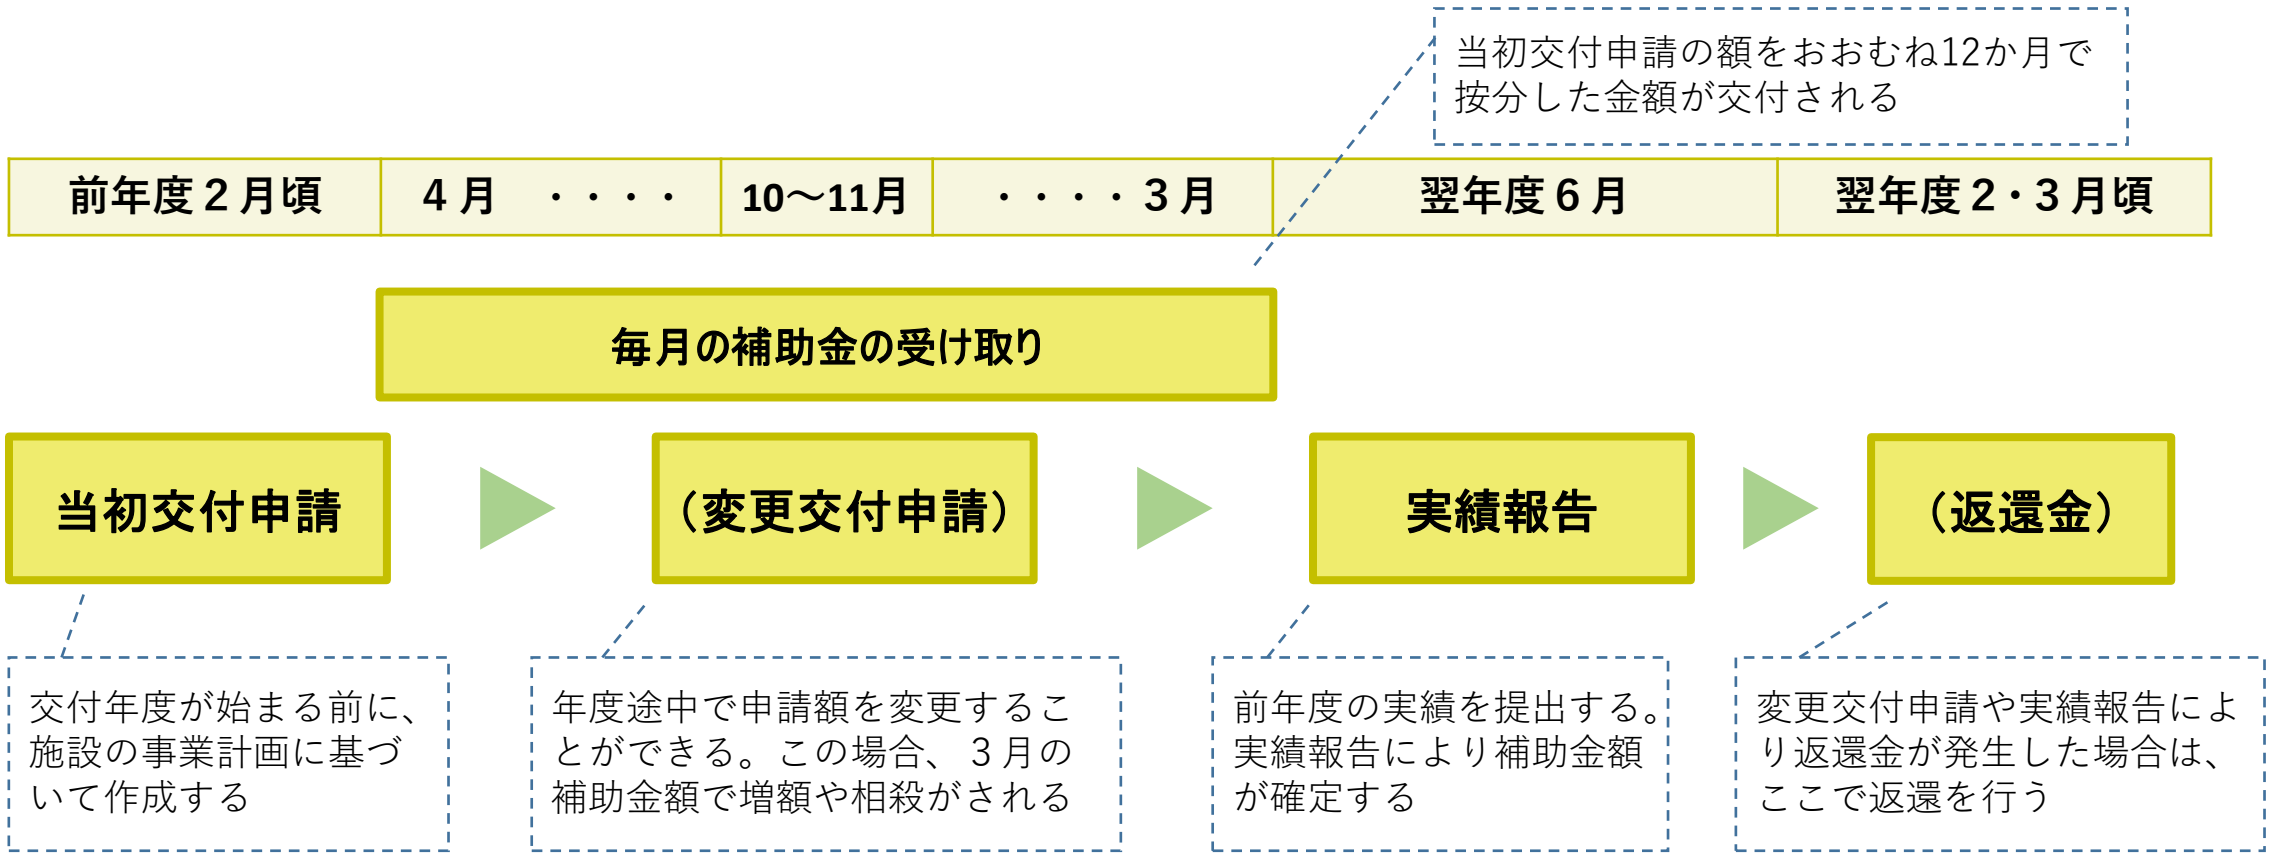 当初交付申請の額をおおむね12か月で
按分した金額が交付される
前年度２月頃
４月　・・・・
10～11月
・・・・３月
翌年度６月
翌年度２・３月頃
毎月の補助金の受け取り
当初交付申請
（変更交付申請）
実績報告
（返還金）
交付年度が始まる前に、
施設の事業計画に基づ
いて作成する
年度途中で申請額を変更するこ
とができる。この場合、３月の
補助金額で増額や相殺がされる
前年度の実績を提出する。
実績報告により補助金額
が確定する
変更交付申請や実績報告によ
り返還金が発生した場合は、
ここで返還を行う